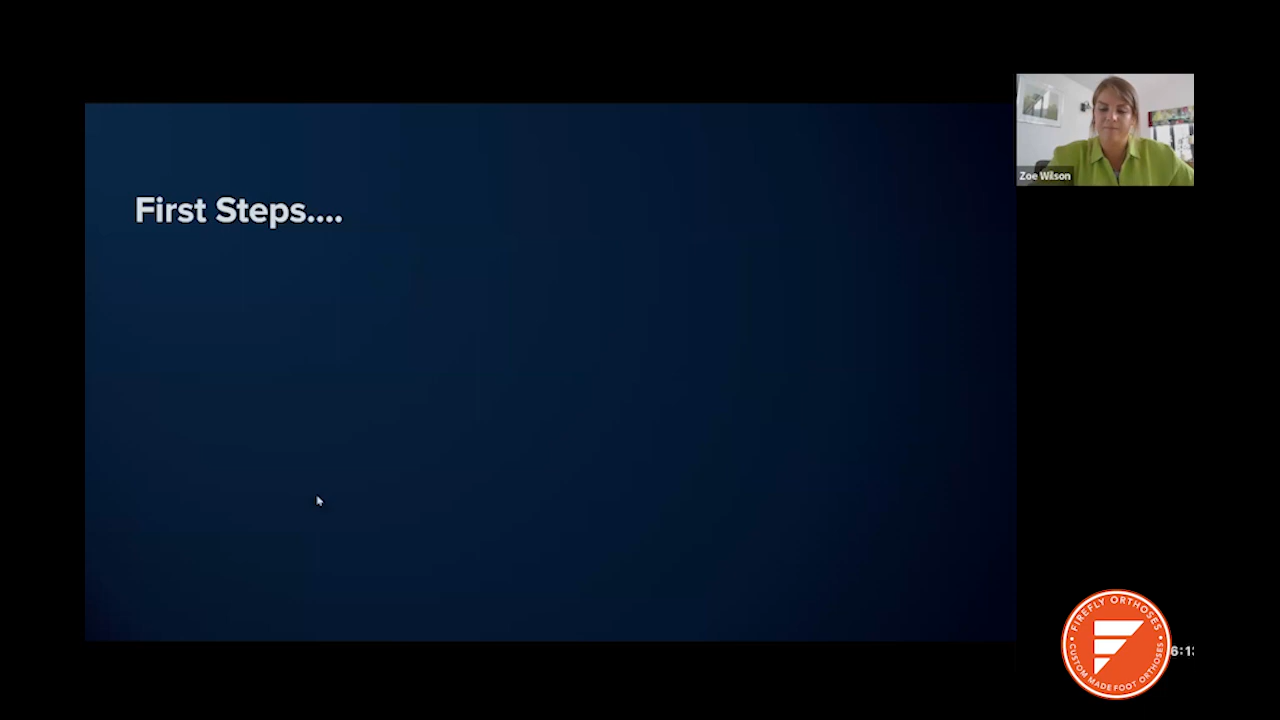 First Steps....
Zoe Wilson
FIREFLY ORTHOSES
CUSTOM MADE FOOT ORTHOSES